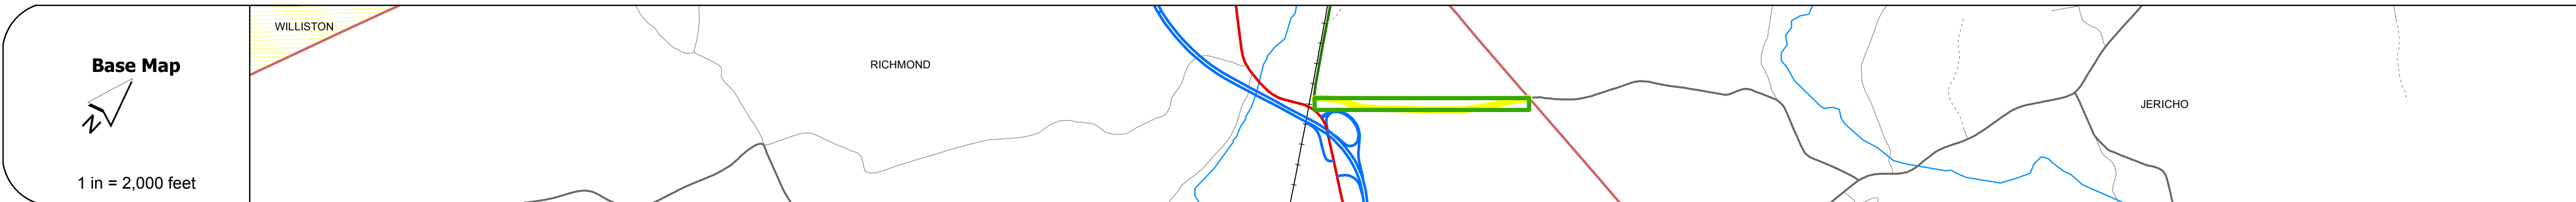 Base Map
N
1 in = 2,000 feet
WILLISTON
RICHMOND
JERICHO